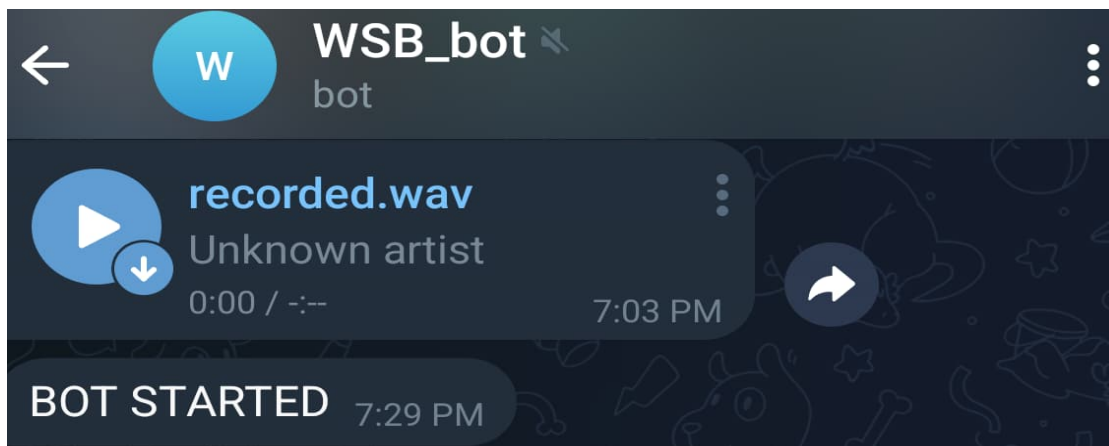 W
WSB_bot
bot
recorded.wav
Unknown artist
0:00 / -:--
7:03 PM
BOT STARTED 7:29 PM